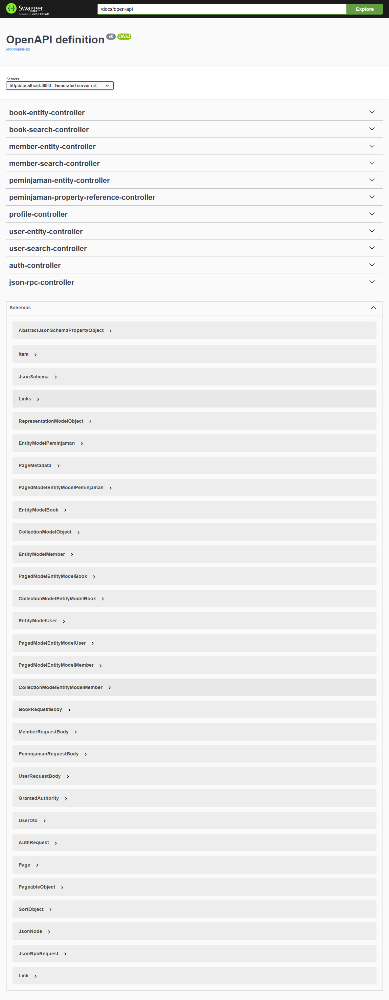 Swagger
Supported by SMARTBEAR
/docs/open-api
Explore
OpenAPI definition v0 OAS3
/docs/open-api
Servers
http://localhost:8080 - Generated server url
book-entity-controller
book-search-controller
member-entity-controller
member-search-controller
peminjaman-entity-controller
peminjaman-property-reference-controller
profile-controller
user-entity-controller
user-search-controller
auth-controller
json-rpc-controller
Schemas
AbstractJsonSchemaPropertyObject
Item
JsonSchema
Links
RepresentationModelObject
EntityModelPeminjaman
PageMetadata
PagedModelEntityModelPeminjaman
EntityModelBook
CollectionModelObject
EntityModelMember
PagedModelEntityModelBook
CollectionModelEntityModelBook
EntityModelUser
PagedModelEntityModelUser
PagedModelEntityModelMember
CollectionModelEntityModelMember
BookRequestBody
MemberRequestBody
PeminjamanRequestBody
UserRequestBody
GrantedAuthority
UserDto
AuthRequest
Page
PageableObject
SortObject
JsonNode
JsonRpcRequest
Link